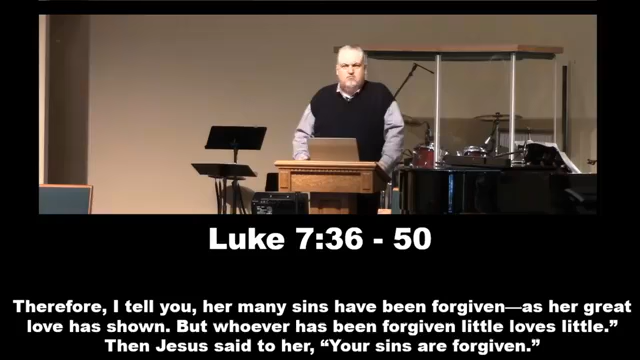 Luke 7:36 - 50
Therefore, I tell you, her many sins have been forgiven—as her great
love has shown. But whoever has been forgiven little loves little.”
Then Jesus said to her, “Your sins are forgiven.”